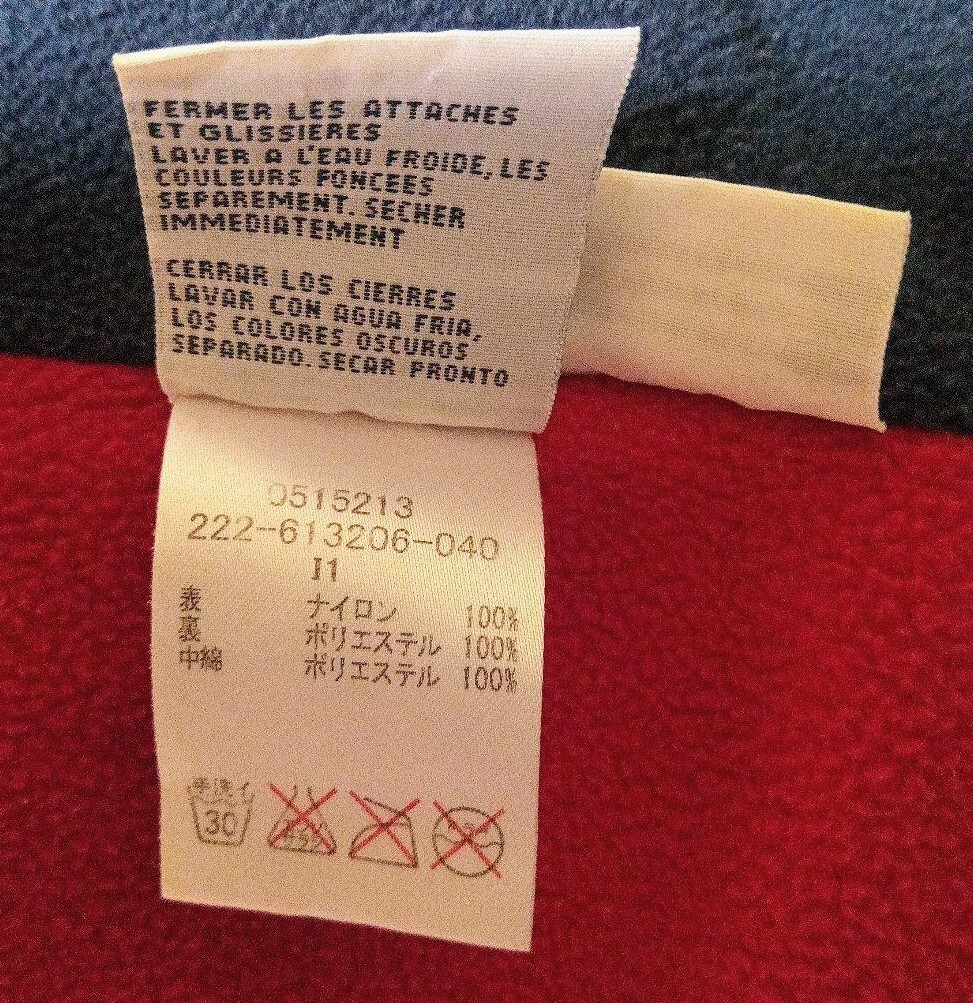 FERMER LES ATTACHES
ET GLISSIERES
LAVER A L'EAU FROIDE, LES
COULEURS FONCEES
SEPAREMENT. SECHER
IMMEDIATEMENT
CERRAR LOS CIERRES
LAVAR CON AGUA FRIA,
LOS COLORES OSCUROS
SEPARADO. SECAR PRONTO
0515213
222-613206-040
I1
表 ナイロン 100%
裏 ポリエステル 100%
中綿 ポリエステル 100%
手洗イ
30